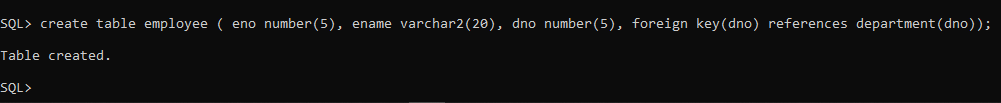 SQL> create table employee ( eno number(5), ename varchar2(20), dno number(5), foreign key(dno) references department(dno));
Table created.
SQL>